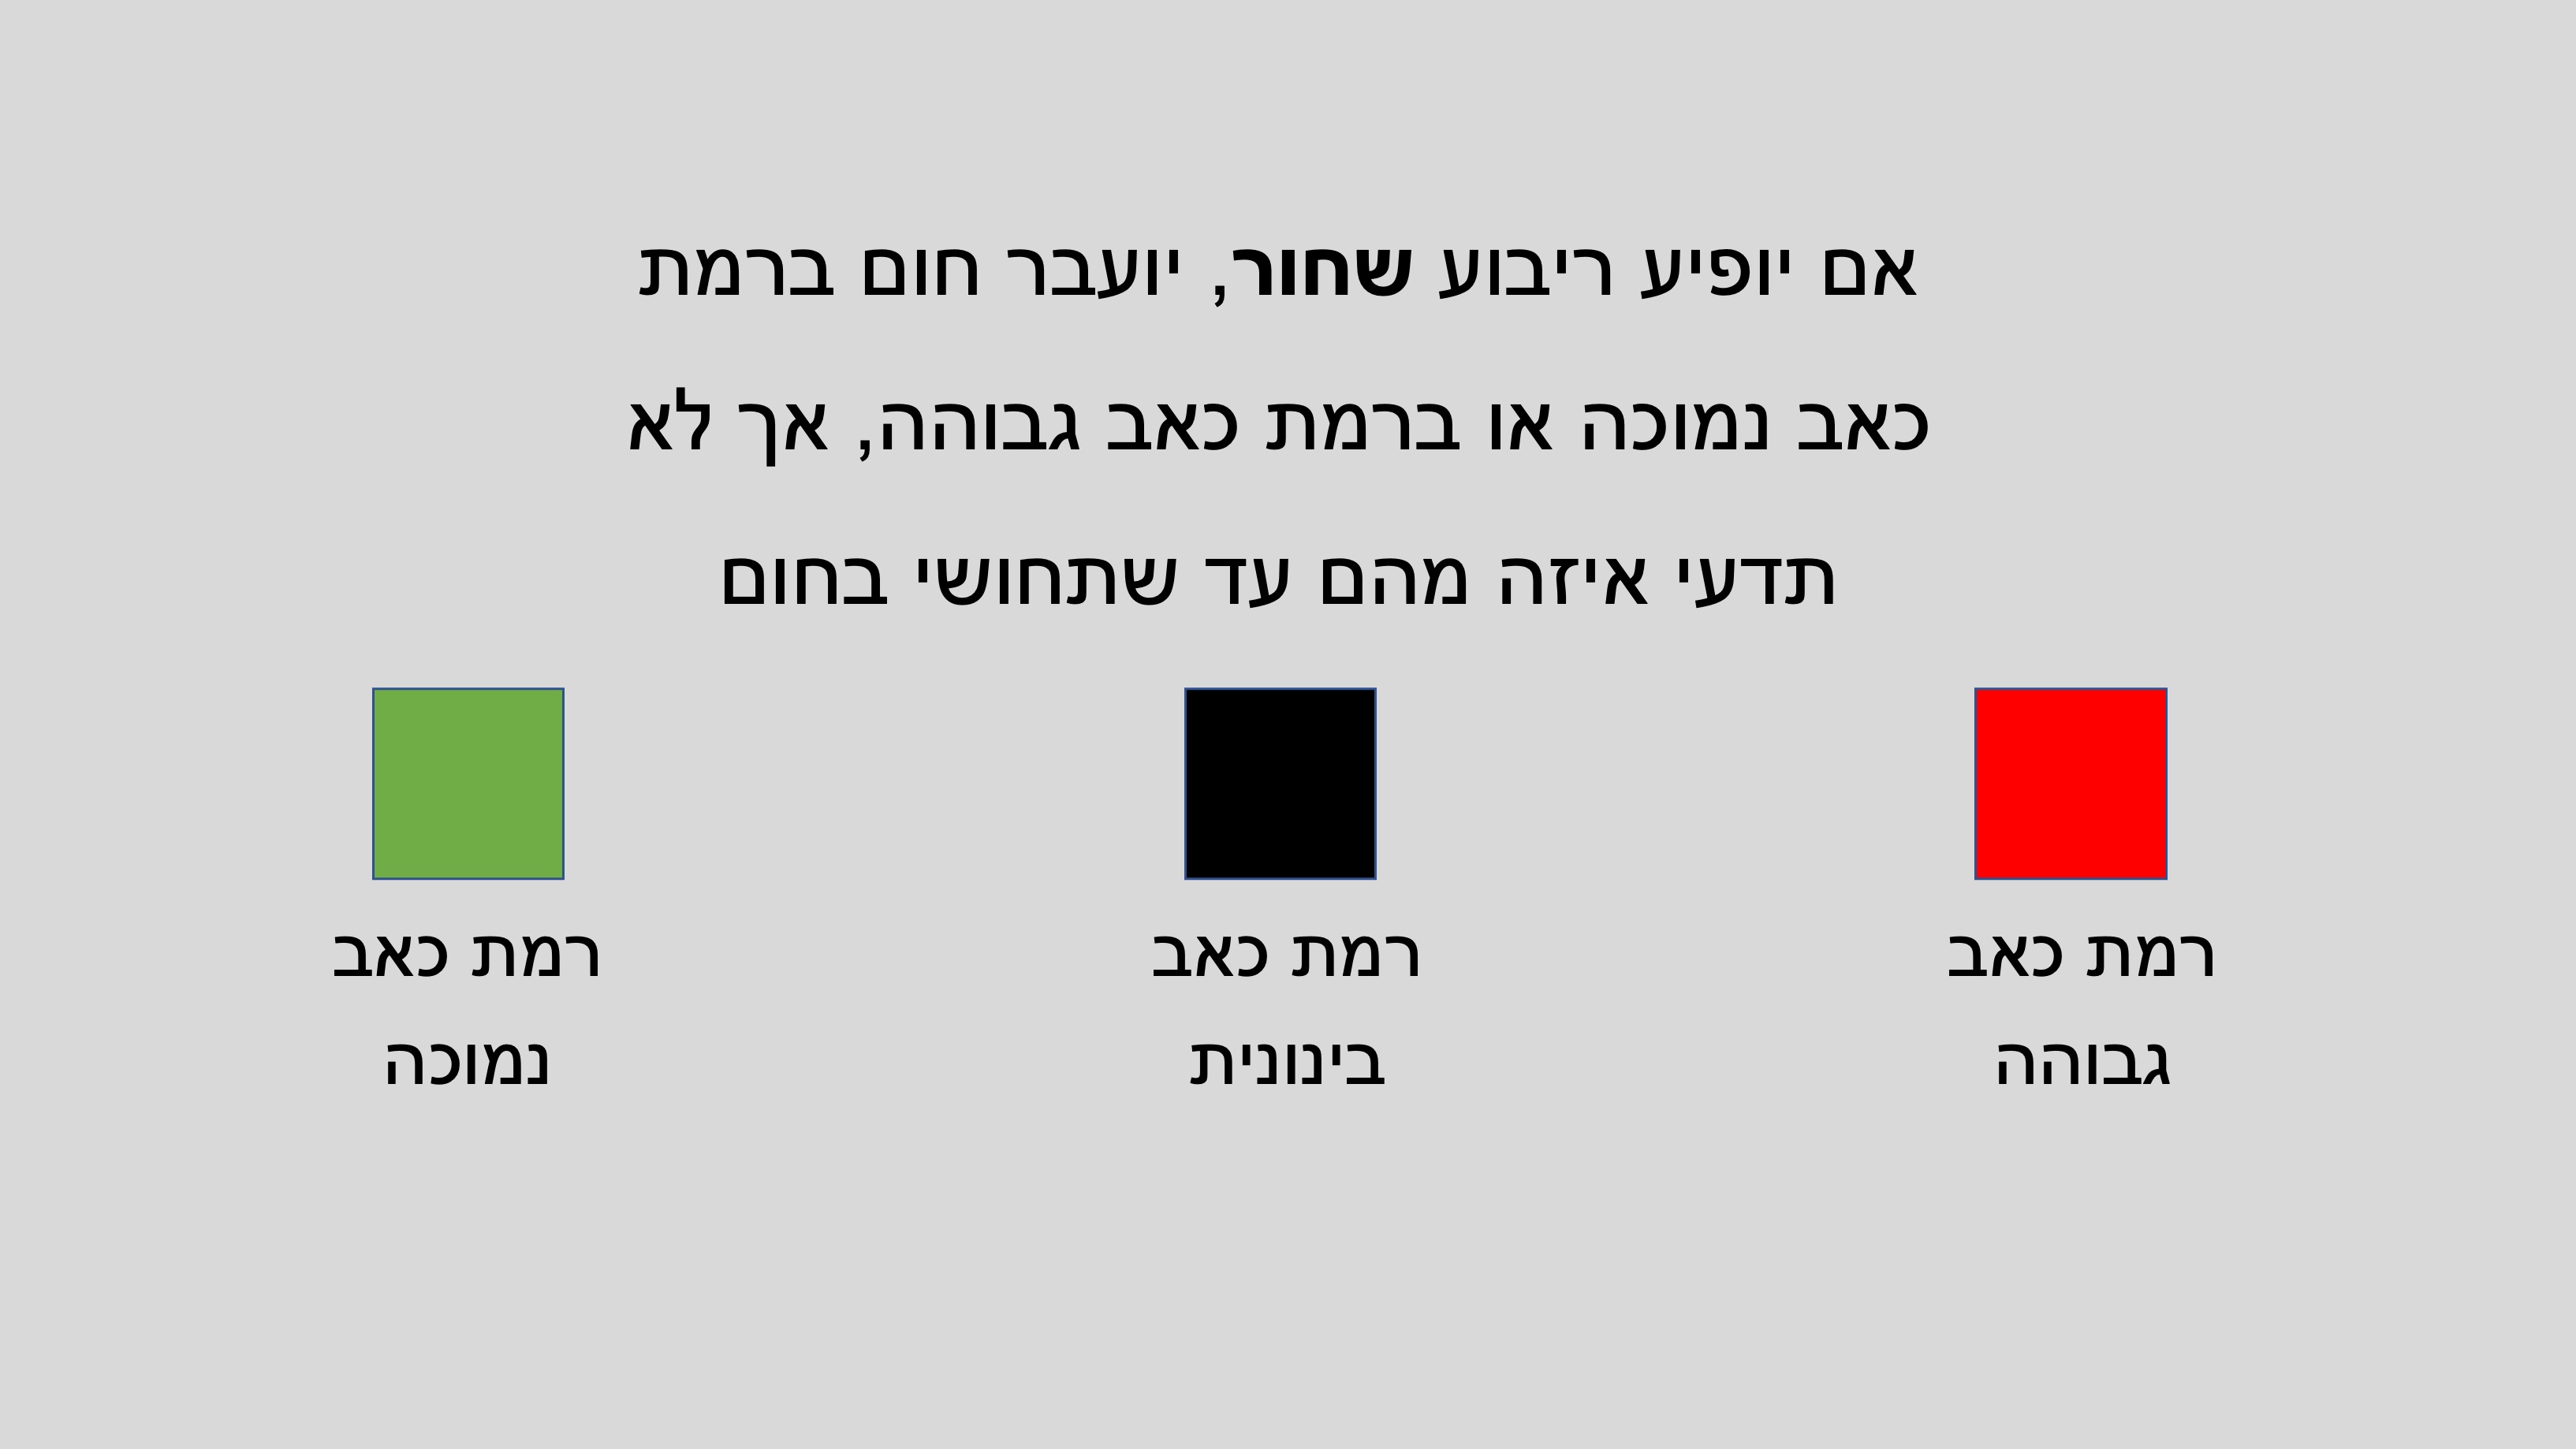 אם יופיע ריבוע שחור, יועבר חום ברמת
כאב נמוכה או ברמת כאב גבוהה, אך לא
תדעי איזה מהם עד שתחושי בחום
רמת כאב
גבוהה
רמת כאב
בינונית
רמת כאב
נמוכה